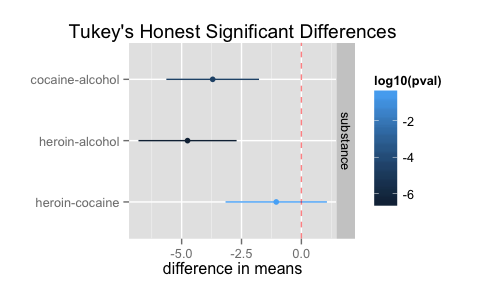 Tukey's Honest Significant Differences
cocaine-alcohol
heroin-alcohol
heroin-cocaine
substance
-5.0 -2.5 0.0
difference in means
log10(pval)
-2
-4
-6